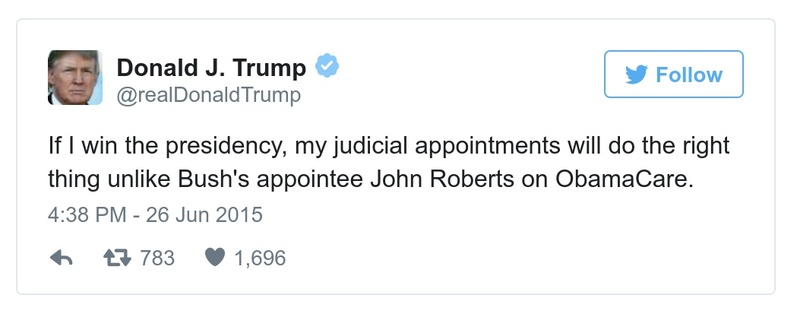 Donald J. Trump
@realDonaldTrump
Follow
If I win the presidency, my judicial appointments will do the right
thing unlike Bush's appointee John Roberts on ObamaCare.
4:38 PM - 26 Jun 2015
783 1,696